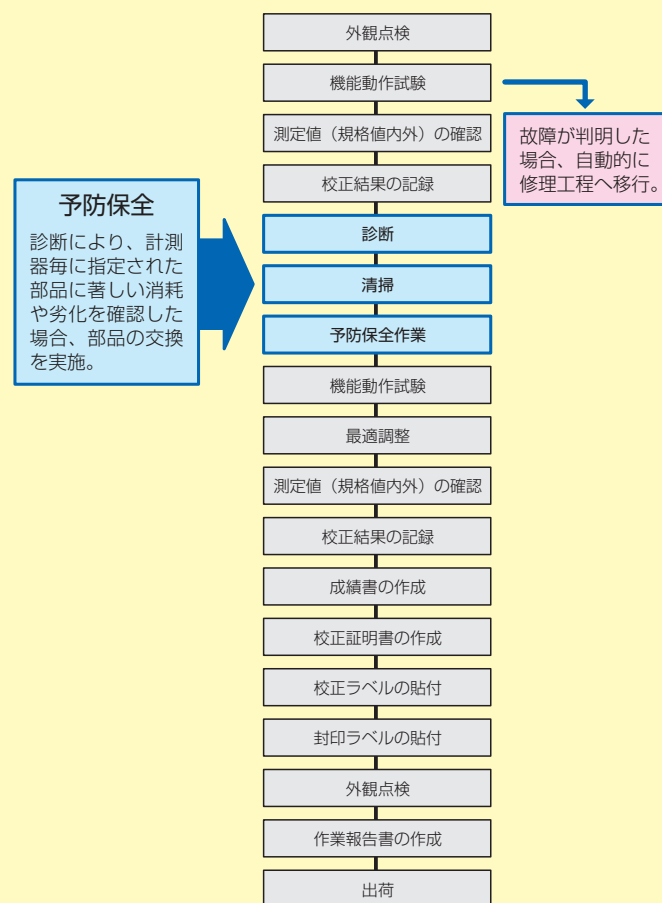 外観点検
機能動作試験
故障が判明した
場合、自動的に
修理工程へ移行。
測定値（規格値内外）の確認
校正結果の記録
予防保全
診断により、計測
器毎に指定された
部品に著しい消耗
や劣化を確認した
場合、部品の交換
を実施。
診断
清掃
予防保全作業
機能動作試験
最適調整
測定値（規格値内外）の確認
校正結果の記録
成績書の作成
校正証明書の作成
校正ラベルの貼付
封印ラベルの貼付
外観点検
作業報告書の作成
出荷